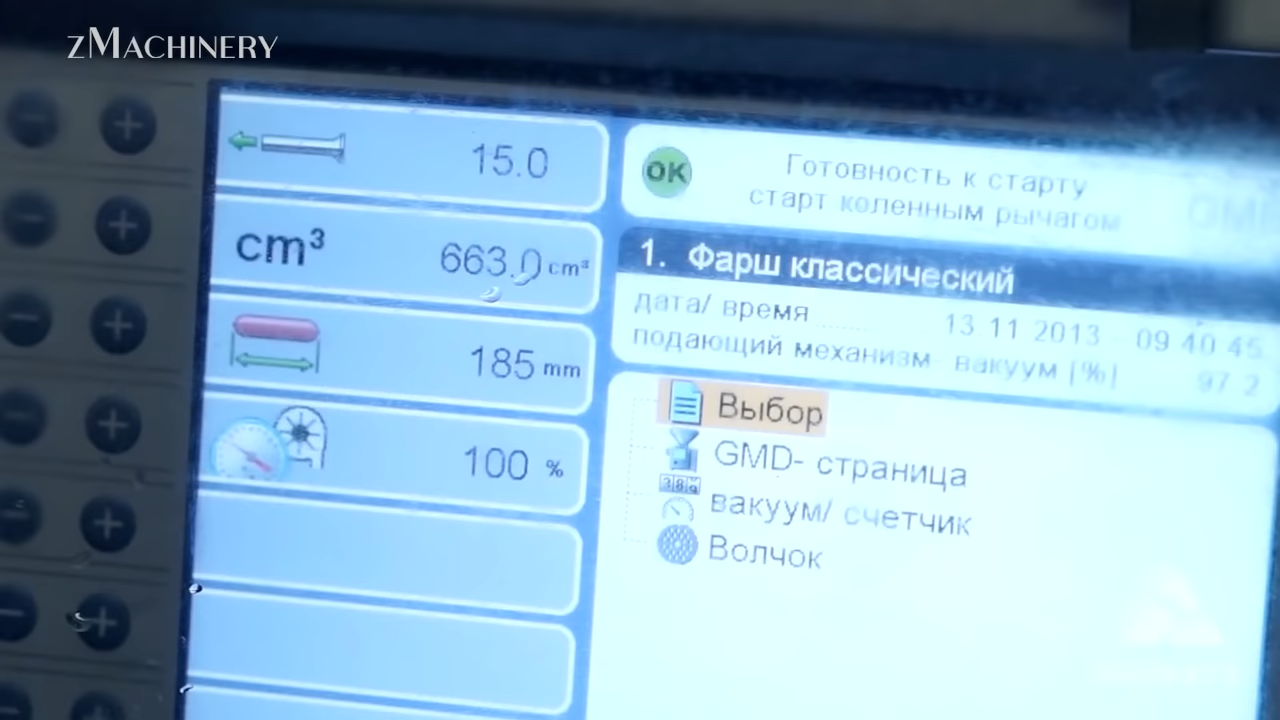 zMachinery
15.0
cm³ 663.0 cm³
185 mm
100 %
OK
Готовность к старту
старт коленным рычагом
1. Фарш классический
дата/ время 13 11 2013 09 40 45
подающий механизм вакуум [%] 97 2
Выбор
GMD- страница
вакуум/ счетчик
Волчок